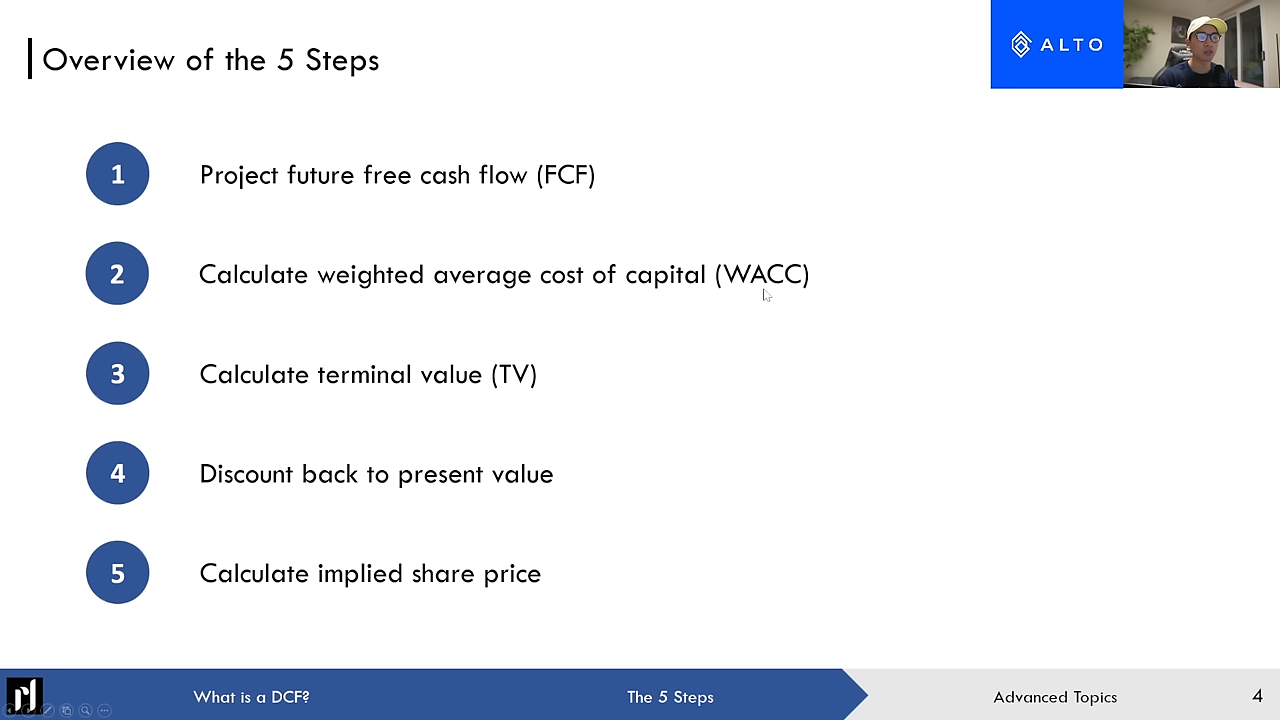 Overview of the 5 Steps
ALTO
1 Project future free cash flow (FCF)
2 Calculate weighted average cost of capital (WACC)
3 Calculate terminal value (TV)
4 Discount back to present value
5 Calculate implied share price
rl What is a DCF? The 5 Steps Advanced Topics 4